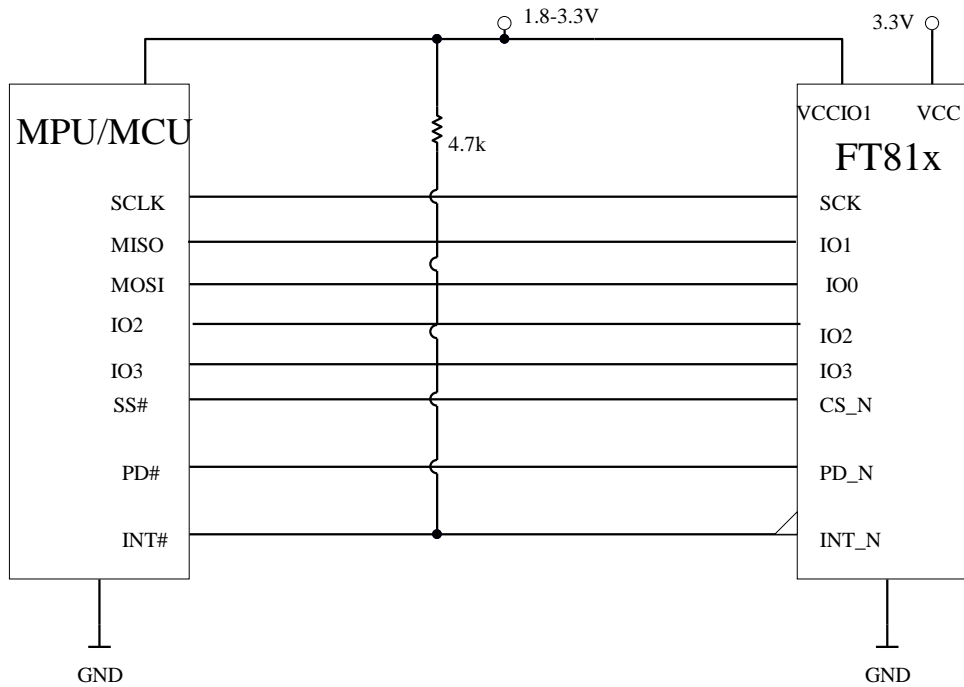 1.8-3.3V
3.3V
MPU/MCU
VCCIO1
VCC
FT81x
4.7k
SCLK
SCK
MISO
IO1
MOSI
IO0
IO2
IO2
IO3
IO3
SS#
CS_N
PD#
PD_N
INT#
INT_N
GND
GND